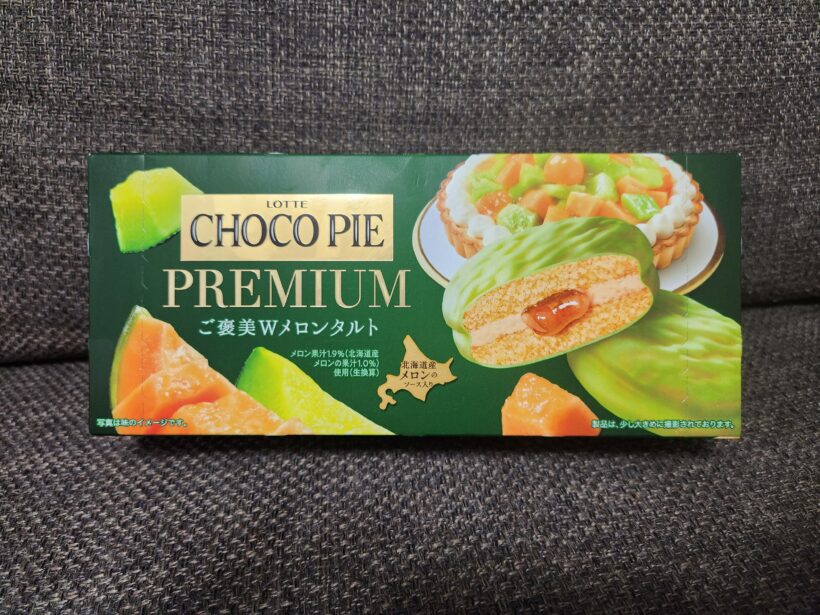 LOTTE
CHOCO PIE
PREMIUM
ご褒美Wメロンタルト
メロン果汁1.9%(北海道産
メロンの果汁1.0%)
使用(生換算)
北海道産
メロンの
ソース入り
写真は味のイメージです。
製品は、少し大きめに撮影されております。